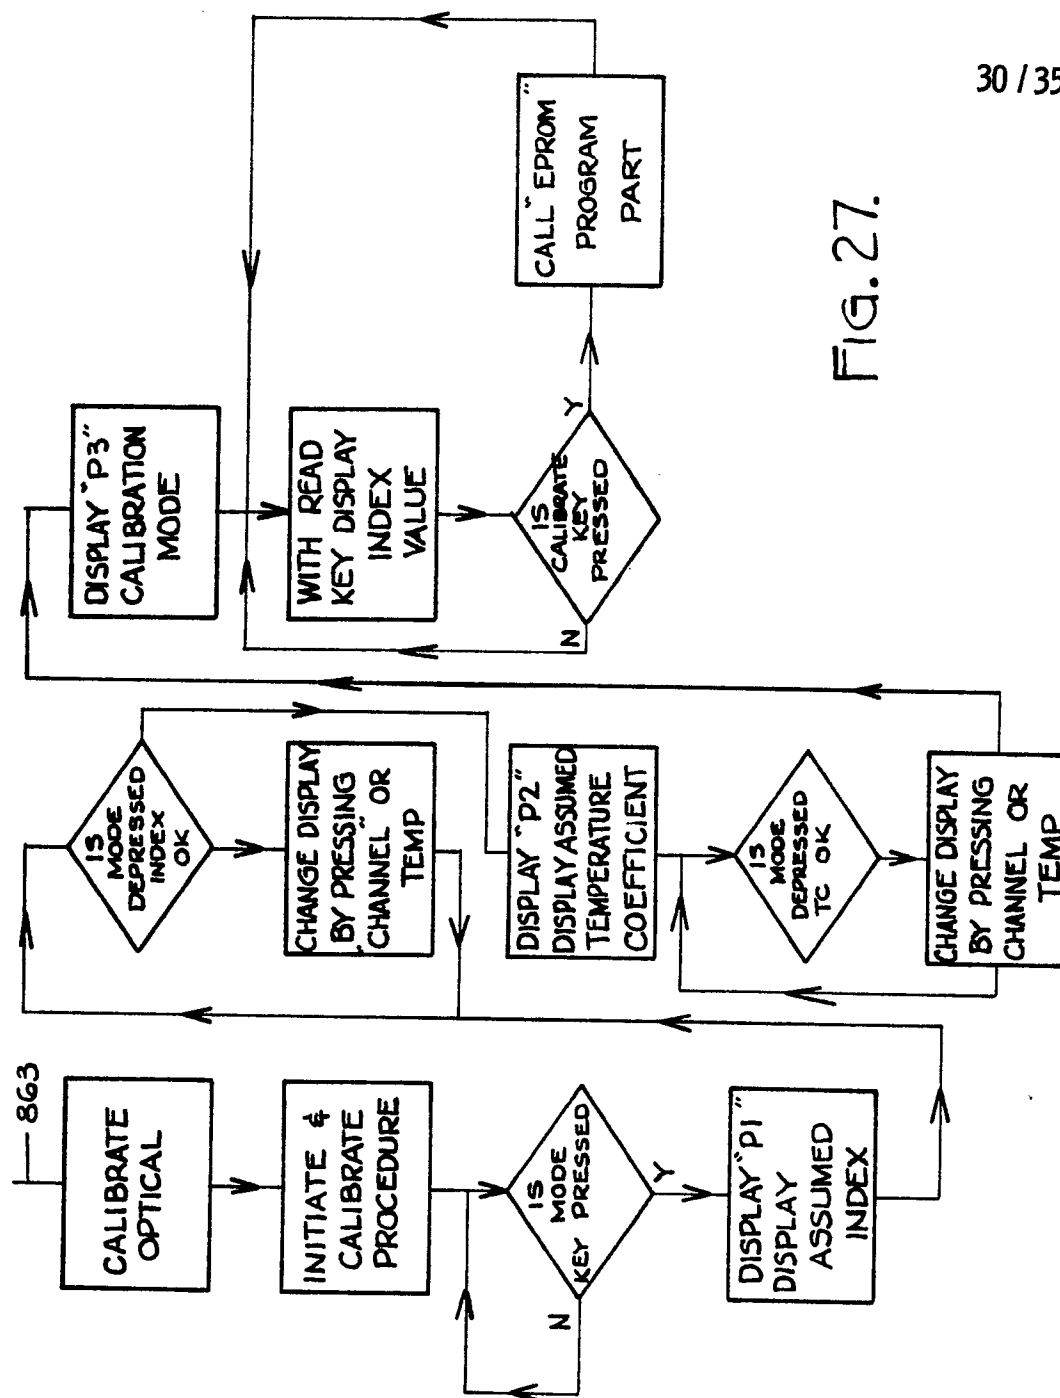 30 / 35
863
CALIBRATE
OPTICAL
INITIATE &
CALIBRATE
PROCEDURE
IS
MODE
KEY PRESSED
N
Y
DISPLAY "P1"
DISPLAY
ASSUMED
INDEX
IS
MODE
DEPRESSED
INDEX
OK
CHANGE DISPLAY
BY PRESSING
"CHANNEL" OR
TEMP
DISPLAY "P2"
DISPLAY ASSUMED
TEMPERATURE
COEFFICIENT
IS
MODE
DEPRESSED
TC OK
CHANGE DISPLAY
BY PRESSING
CHANNEL OR
TEMP
DISPLAY "P3"
CALIBRATION
MODE
WITH READ
KEY DISPLAY
INDEX
VALUE
IS
CALIBRATE
KEY
PRESSED
N
Y
CALL "EPROM"
PROGRAM
PART
FIG. 27.